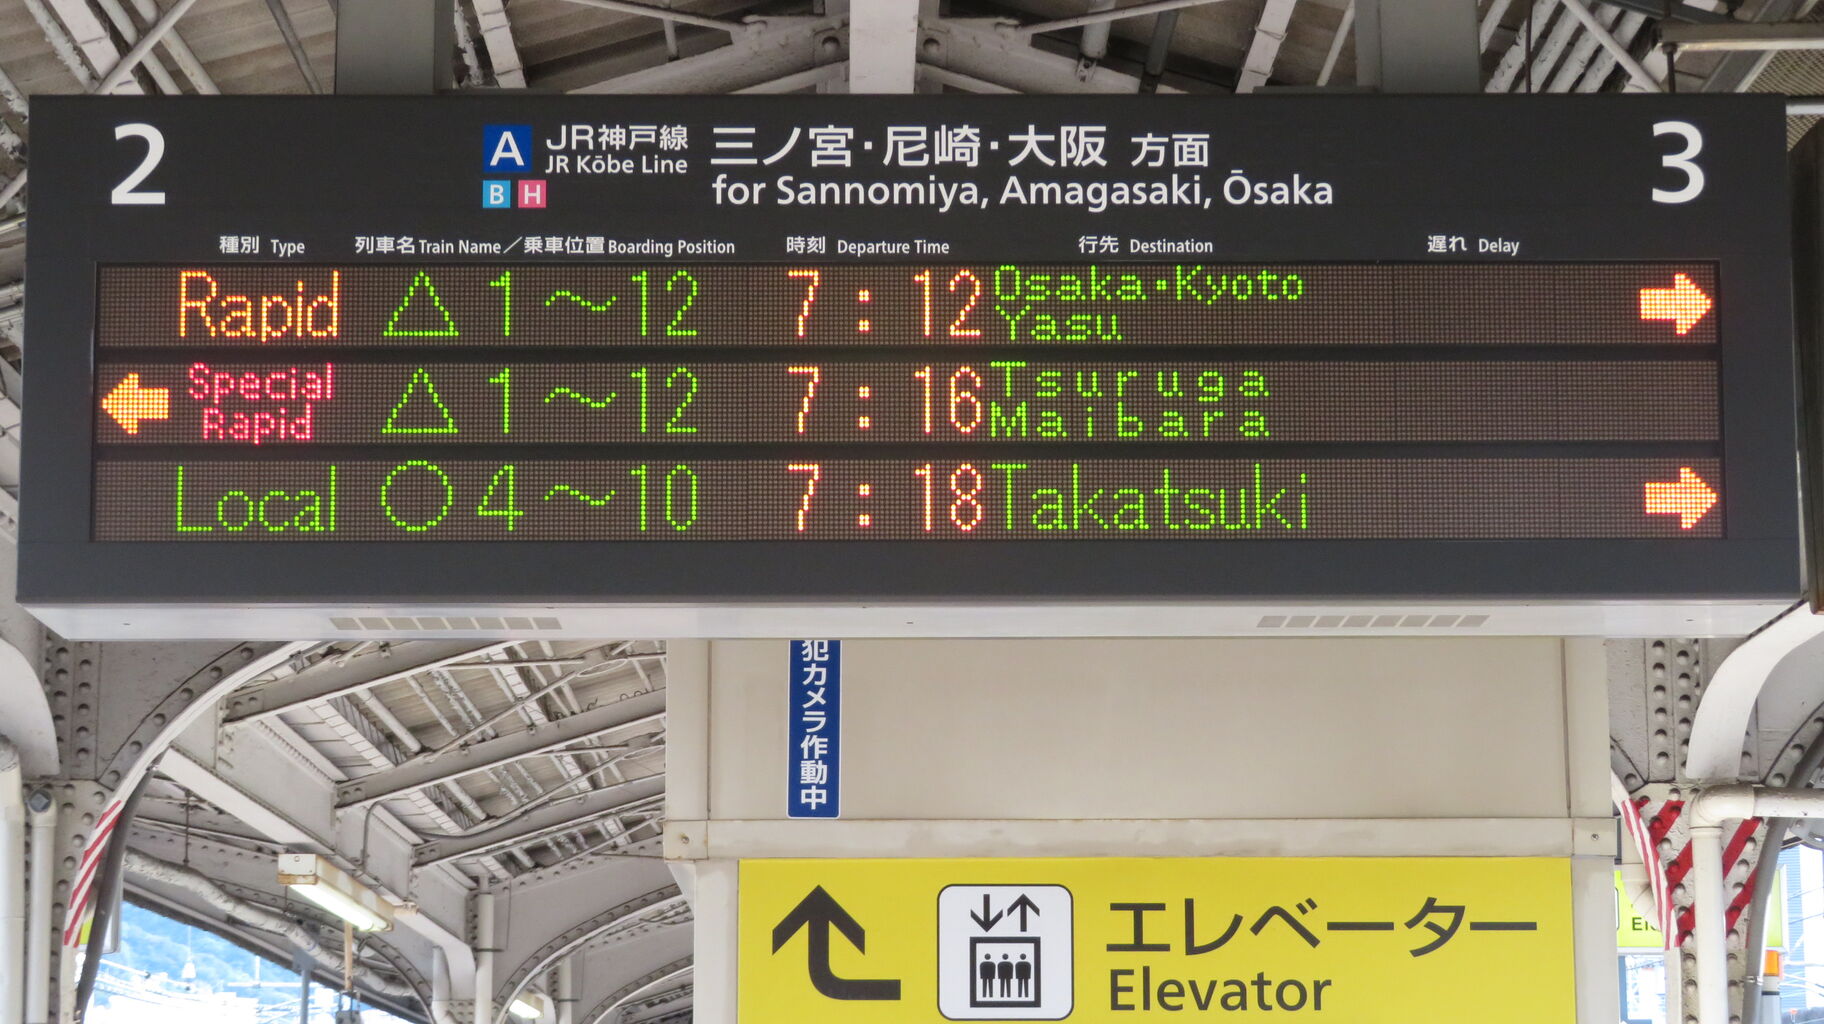 2
A
JR神戸線
JR Kōbe Line
B H
三ノ宮・尼崎・大阪 方面
for Sannomiya, Amagasaki, Ōsaka
3
種別 Type 列車名 Train Name／乗車位置 Boarding Position 時刻 Departure Time 行先 Destination 遅れ Delay
Rapid △ 1～12 7:12 Osaka・Kyoto
Yasu
Special
Rapid △ 1～12 7:16 Tsuruga
Maibara
Local ○ 4～10 7:18 Takatsuki
犯カメラ作動中
エレベーター
Elevator